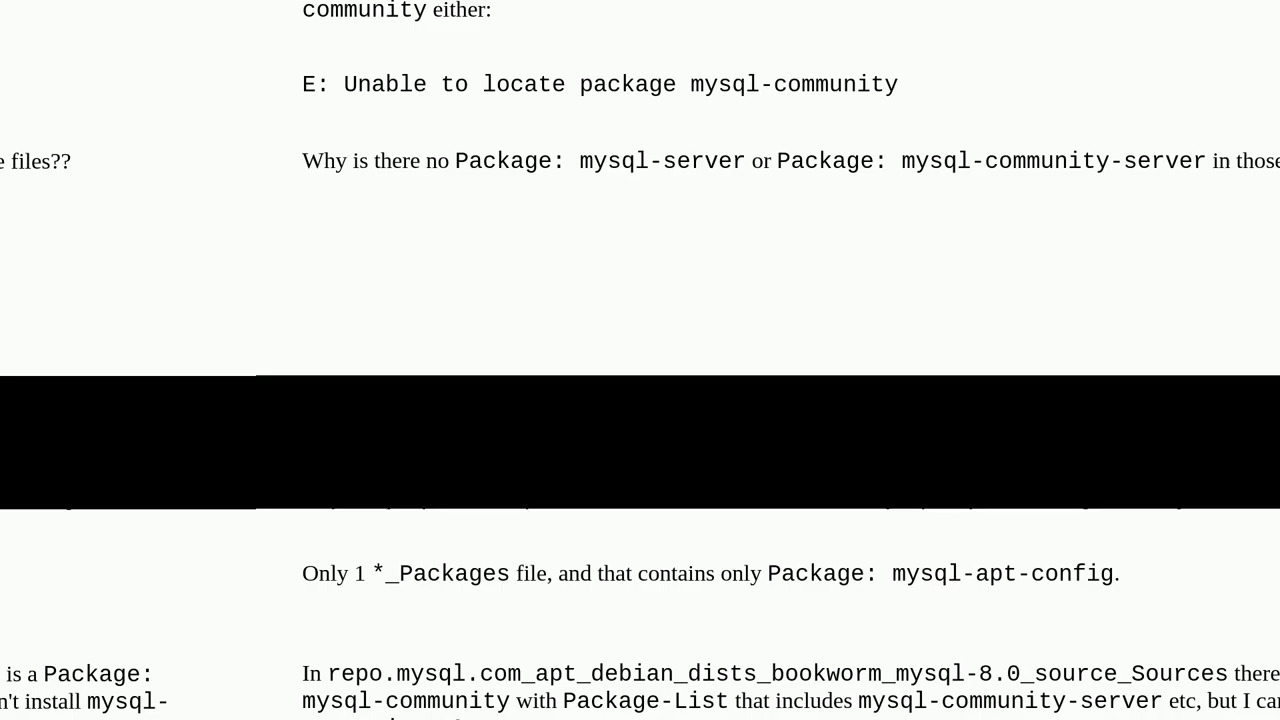 community either:
E: Unable to locate package mysql-community
e files??
Why is there no Package: mysql-server or Package: mysql-community-server in those
Only 1 *_Packages file, and that contains only Package: mysql-apt-config.
is a Package:
In repo.mysql.com_apt_debian_dists_bookworm_mysql-8.0_source_Sources there
n't install mysql-
mysql-community with Package-List that includes mysql-community-server etc, but I can